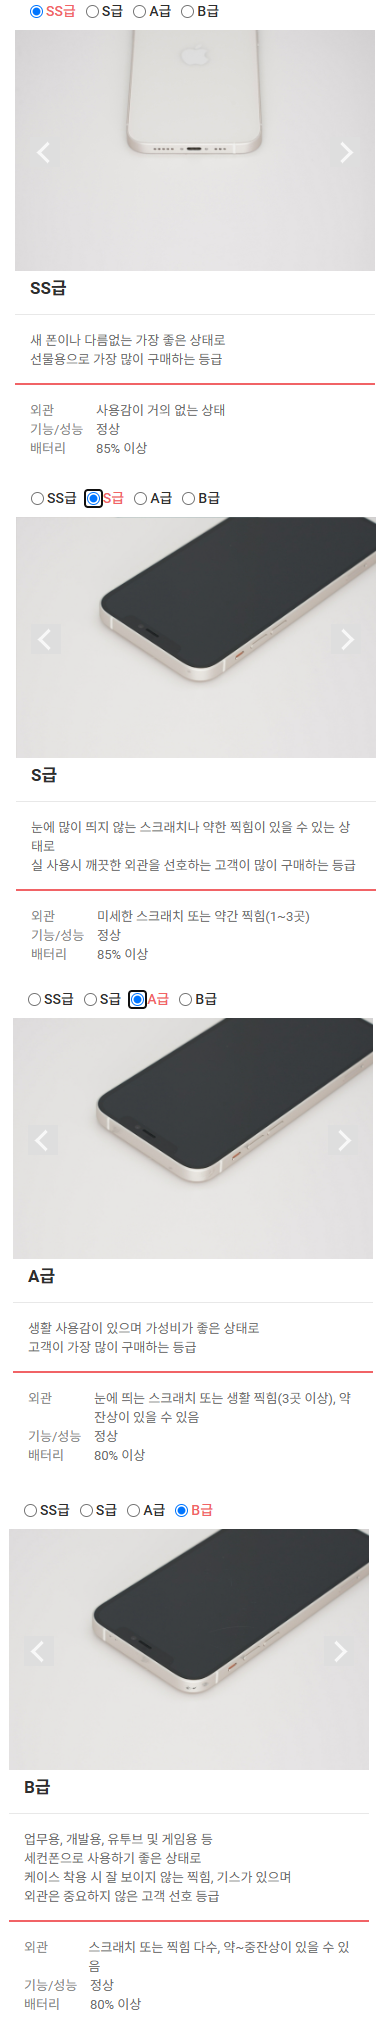 SS급 S급 A급 B급
SS급
새 폰이나 다름없는 가장 좋은 상태로
선물용으로 가장 많이 구매하는 등급
외관 사용감이 거의 없는 상태
기능/성능 정상
배터리 85% 이상
SS급 S급 A급 B급
S급
눈에 많이 띄지 않는 스크래치나 약한 찍힘이 있을 수 있는 상
태로
실 사용시 깨끗한 외관을 선호하는 고객이 많이 구매하는 등급
외관 미세한 스크래치 또는 약간 찍힘(1~3곳)
기능/성능 정상
배터리 85% 이상
SS급 S급 A급 B급
A급
생활 사용감이 있으며 가성비가 좋은 상태로
고객이 가장 많이 구매하는 등급
외관 눈에 띄는 스크래치 또는 생활 찍힘(3곳 이상), 약
잔상이 있을 수 있음
기능/성능 정상
배터리 80% 이상
SS급 S급 A급 B급
B급
업무용, 개발용, 유투브 및 게임용 등
세컨폰으로 사용하기 좋은 상태로
케이스 착용 시 잘 보이지 않는 찍힘, 기스가 있으며
외관은 중요하지 않은 고객 선호 등급
외관 스크래치 또는 찍힘 다수, 약~중잔상이 있을 수 있
음
기능/성능 정상
배터리 80% 이상